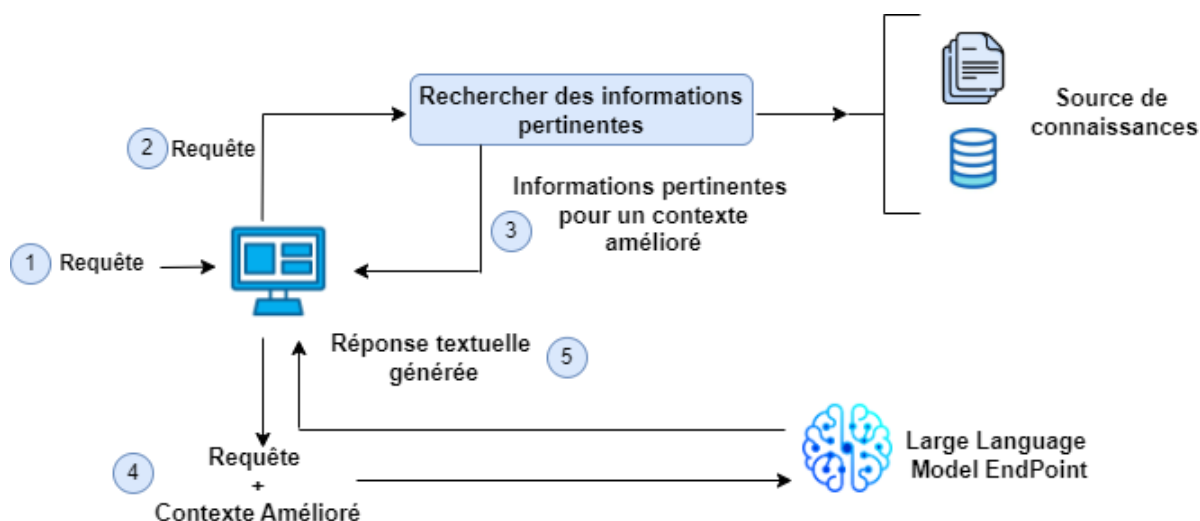 1
Requête
2
Requête
Rechercher des informations
pertinentes
Source de
connaissances
3
Informations pertinentes
pour un contexte
amélioré
4
Requête
+
Contexte Amélioré
Large Language
Model EndPoint
5
Réponse textuelle
générée